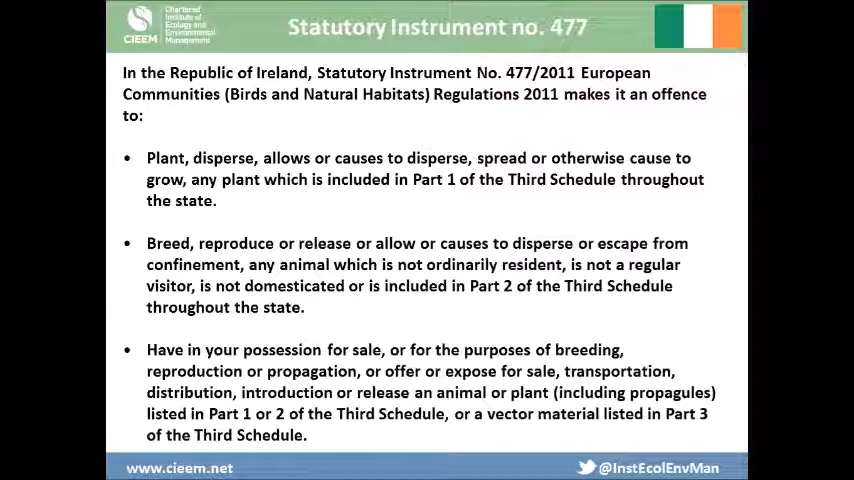 Chartered
Institute of
Ecology and
Environmental
Management
CIEEM
Statutory Instrument no. 477
In the Republic of Ireland, Statutory Instrument No. 477/2011 European
Communities (Birds and Natural Habitats) Regulations 2011 makes it an offence
to:
• Plant, disperse, allows or causes to disperse, spread or otherwise cause to
grow, any plant which is included in Part 1 of the Third Schedule throughout
the state.
• Breed, reproduce or release or allow or causes to disperse or escape from
confinement, any animal which is not ordinarily resident, is not a regular
visitor, is not domesticated or is included in Part 2 of the Third Schedule
throughout the state.
• Have in your possession for sale, or for the purposes of breeding,
reproduction or propagation, or offer or expose for sale, transportation,
distribution, introduction or release an animal or plant (including propagules)
listed in Part 1 or 2 of the Third Schedule, or a vector material listed in Part 3
of the Third Schedule.
www.cieem.net
@InstEcolEnvMan